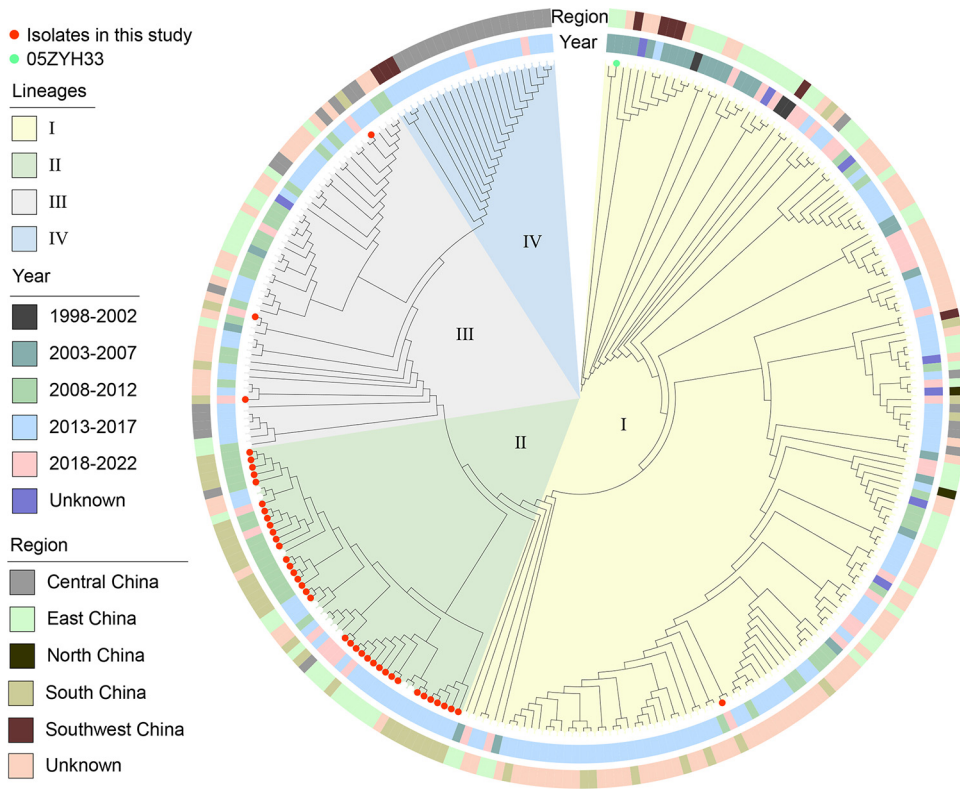 Isolates in this study
05ZYH33
Lineages
I
II
III
IV
Year
1998-2002
2003-2007
2008-2012
2013-2017
2018-2022
Unknown
Region
Central China
East China
North China
South China
Southwest China
Unknown
Region
Year
IV
III
II
I